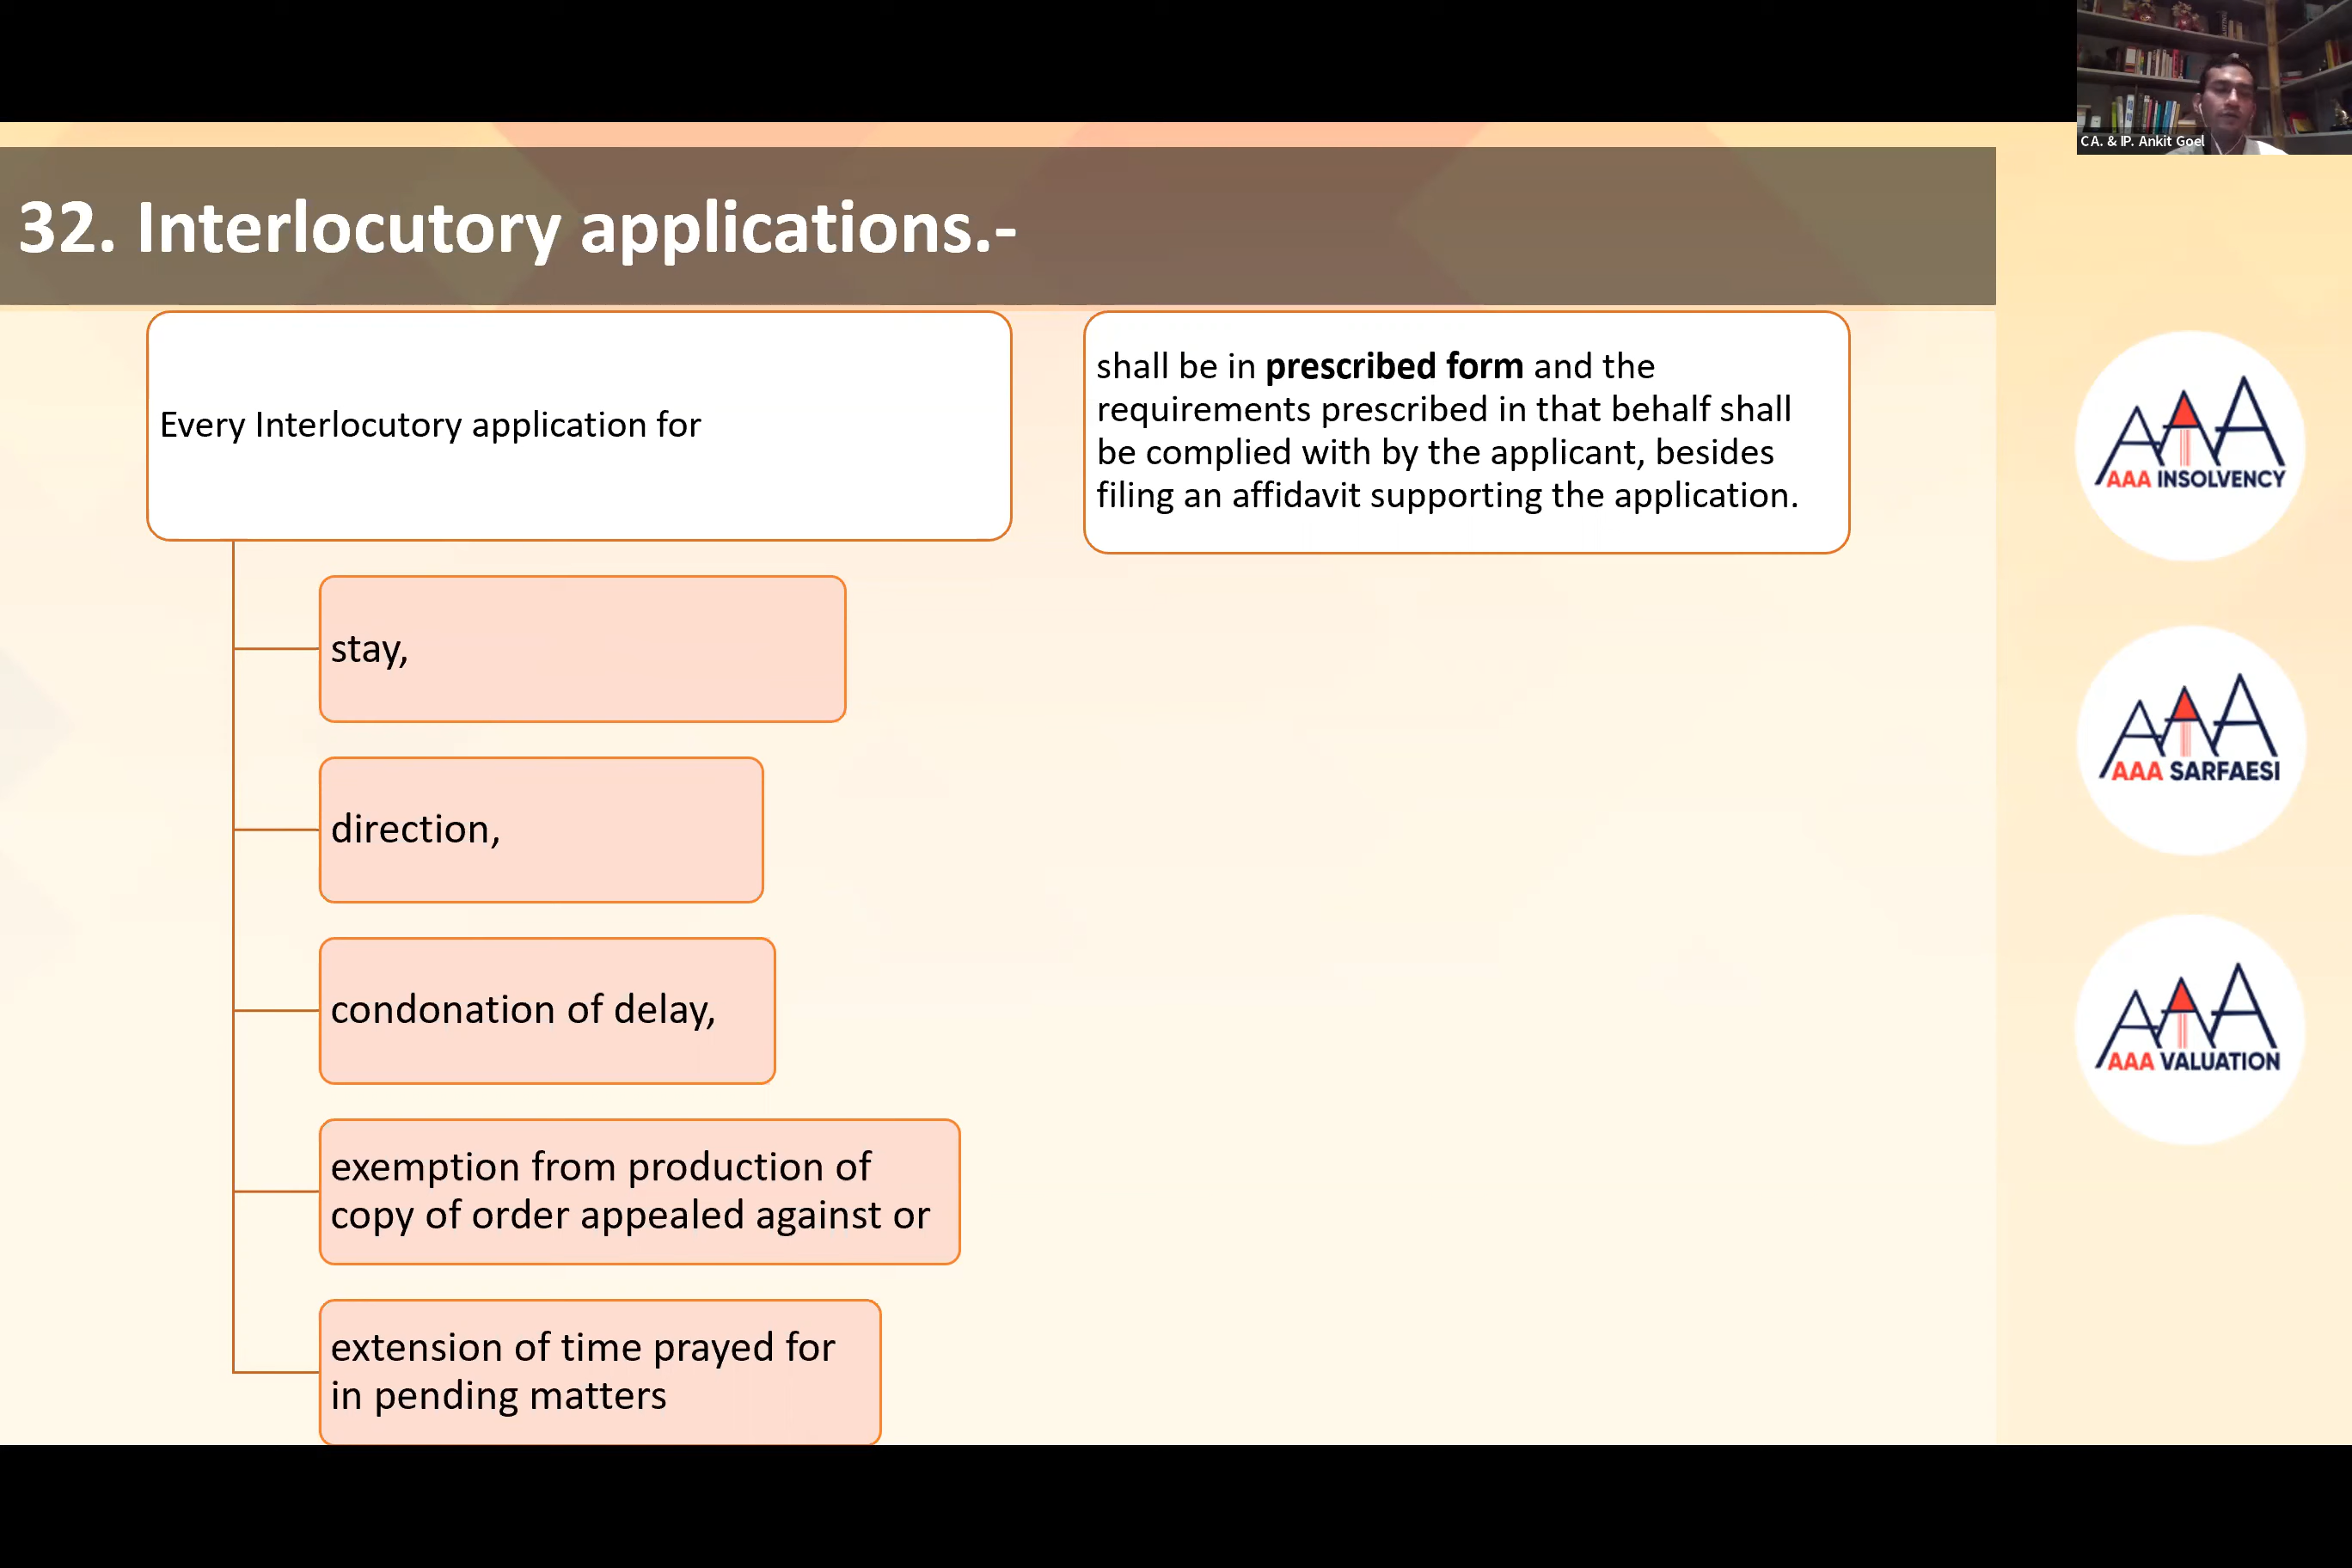 CA. & IP. Ankit Goel
32. Interlocutory applications.-
Every Interlocutory application for
stay,
direction,
condonation of delay,
exemption from production of
copy of order appealed against or
extension of time prayed for
in pending matters
shall be in prescribed form and the
requirements prescribed in that behalf shall
be complied with by the applicant, besides
filing an affidavit supporting the application.
AAA INSOLVENCY
AAA SARFAESI
AAA VALUATION